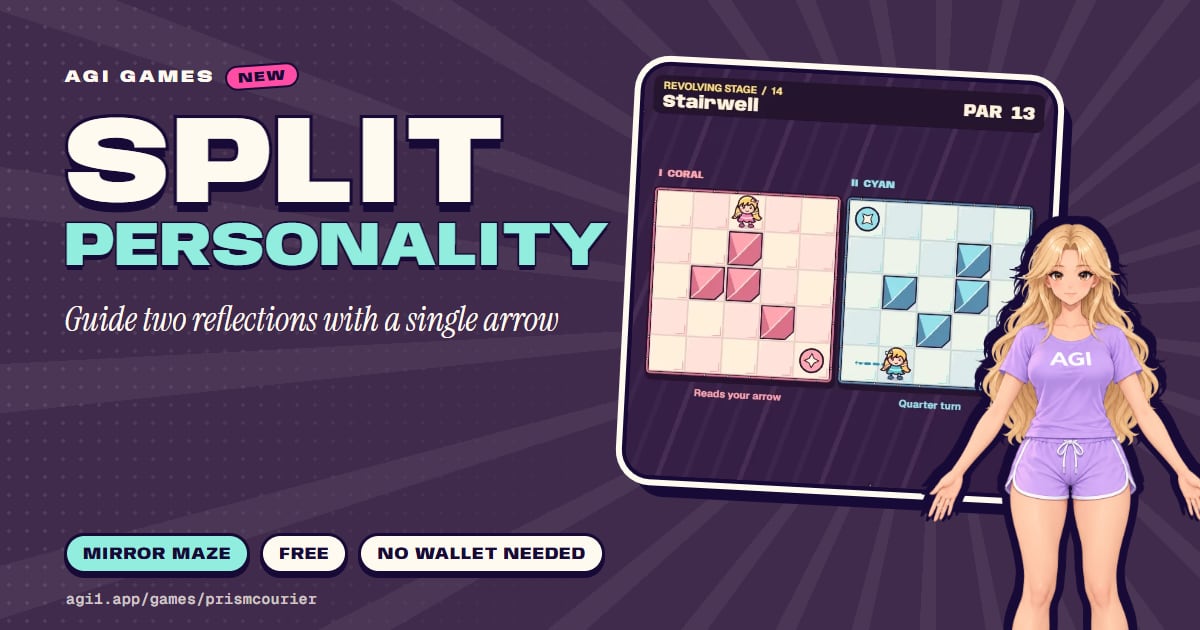 AGI GAMES NEW
SPLIT
PERSONALITY
Guide two reflections with a single arrow
REVOLVING STAGE / 14
Stairwell
PAR 13
I CORAL
II CYAN
Reads your arrow
Quarter turn
AGI
MIRROR MAZE
FREE
NO WALLET NEEDED
agi1.app/games/prismcourier